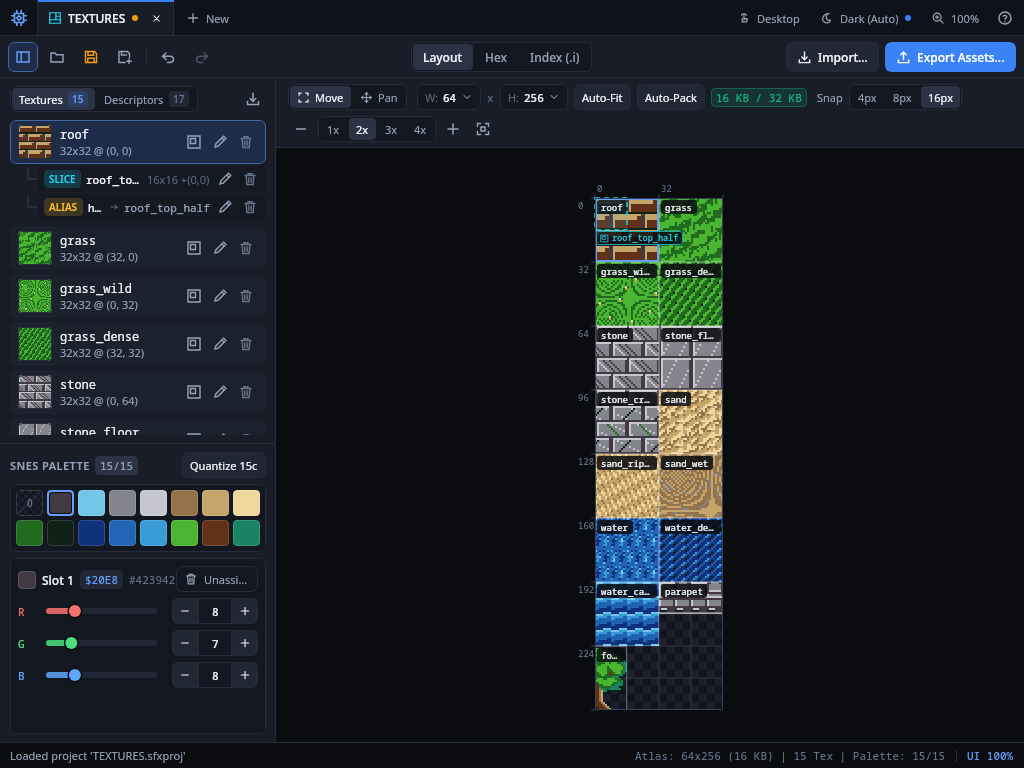 TEXTURES
New
Desktop
Dark (Auto)
100%
Layout
Hex
Index (.i)
Import...
Export Assets...
Textures 15
Descriptors 17
Move
Pan
W: 64
x
H: 256
Auto-Fit
Auto-Pack
16 KB / 32 KB
Snap
4px
8px
16px
1x
2x
3x
4x
roof
32x32 @ (0, 0)
SLICE roof_to… 16x16 +(0,0)
ALIAS h… → roof_top_half
grass
32x32 @ (32, 0)
grass_wild
32x32 @ (0, 32)
grass_dense
32x32 @ (32, 32)
stone
32x32 @ (0, 64)
stone_floor
SNES PALETTE 15/15
Quantize 15c
0
Slot 1 $20E8 #423942 Unassi...
R 8
G 7
B 8
0 32
0 roof grass
roof_top_half
32 grass_wi… grass_de…
64 stone stone_fl…
96 stone_cr… sand
128 sand_rip… sand_wet
160 water water_de…
192 water_ca… parapet
224 fo…
Loaded project 'TEXTURES.sfxproj'
Atlas: 64x256 (16 KB) | 15 Tex | Palette: 15/15
UI 100%